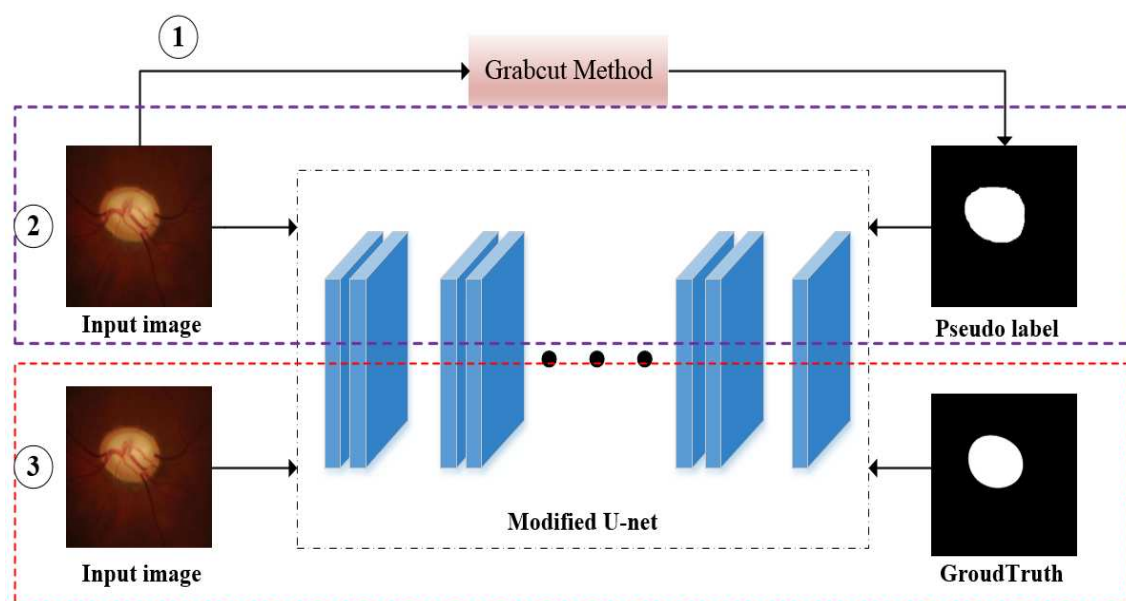 1
Grabcut Method
2
Input image
Pseudo label
3
Modified U-net
Input image
GroudTruth